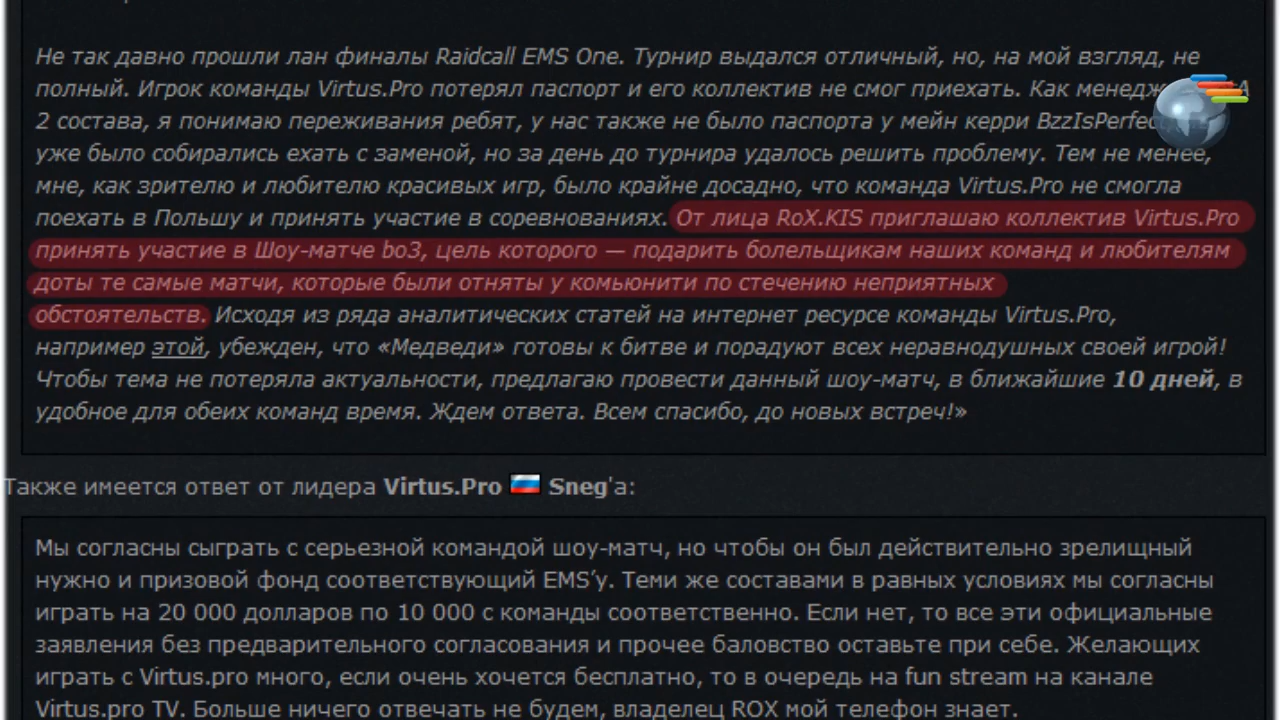 Не так давно прошли лан финалы Raidcall EMS One. Турнир выдался отличный, но, на мой взгляд, не
полный. Игрок команды Virtus.Pro потерял паспорт и его коллектив не смог приехать. Как
2 состава, я понимаю переживания ребят, у нас также не было паспорта у мейн керри
уже было собирались ехать с заменой, но за день до турнира удалось решить проблему. Тем не менее,
мне, как зрителю и любителю красивых игр, было крайне досадно, что команда Virtus.Pro не смогла
поехать в Польшу и принять участие в соревнованиях. От лица RoX.KIS приглашаю коллектив Virtus.Pro
принять участие в Шоу-матче bo3, цель которого — подарить болельщикам наших команд и любителям
доты те самые матчи, которые были отняты у комьюнити по стечению неприятных
обстоятельств. Исходя из ряда аналитических статей на интернет ресурсе команды Virtus.Pro,
например этой, убежден, что «Медведи» готовы к битве и порадуют всех неравнодушных своей игрой!
Чтобы тема не потеряла актуальности, предлагаю провести данный шоу-матч, в ближайшие 10 дней, в
удобное для обеих команд время. Ждем ответа. Всем спасибо, до новых встреч!»
Также имеется ответ от лидера Virtus.Pro Sneg'а:
Мы согласны сыграть с серьезной командой шоу-матч, но чтобы он был действительно зрелищный
нужно и призовой фонд соответствующий EMS'у. Теми же составами в равных условиях мы согласны
играть на 20 000 долларов по 10 000 с команды соответственно. Если нет, то все эти официальные
заявления без предварительного согласования и прочее баловство оставьте при себе. Желающих
играть с Virtus.pro много, если очень хочется бесплатно, то в очередь на fun stream на канале
Virtus.pro TV. Больше ничего отвечать не будем, владелец ROX мой телефон знает.